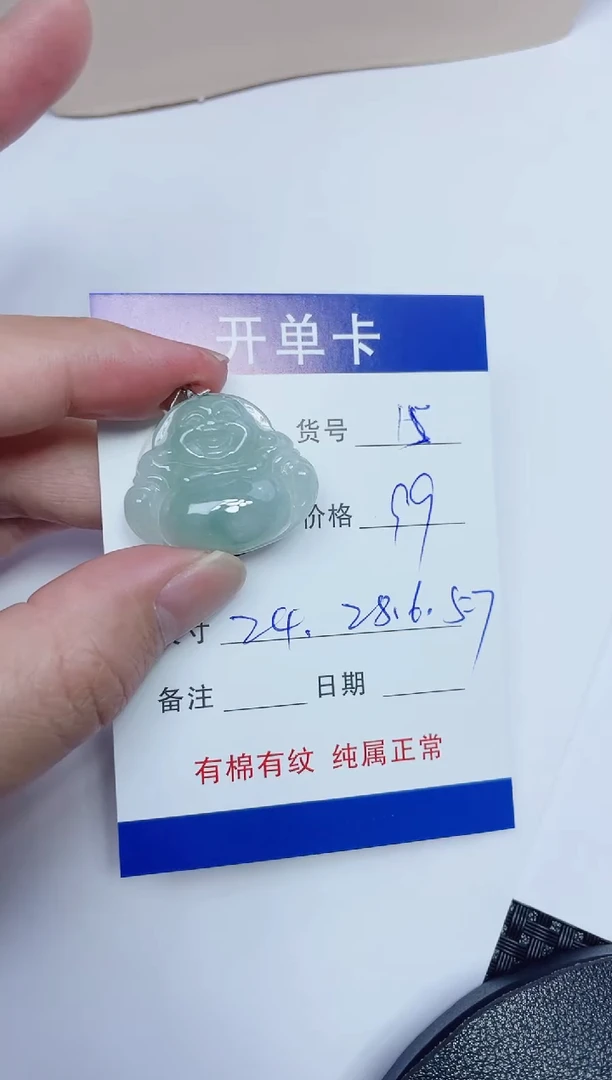 开单卡
货号 15
价格 59
寸 24. 28.6. 57
备注
日期
有棉有纹 纯属正常